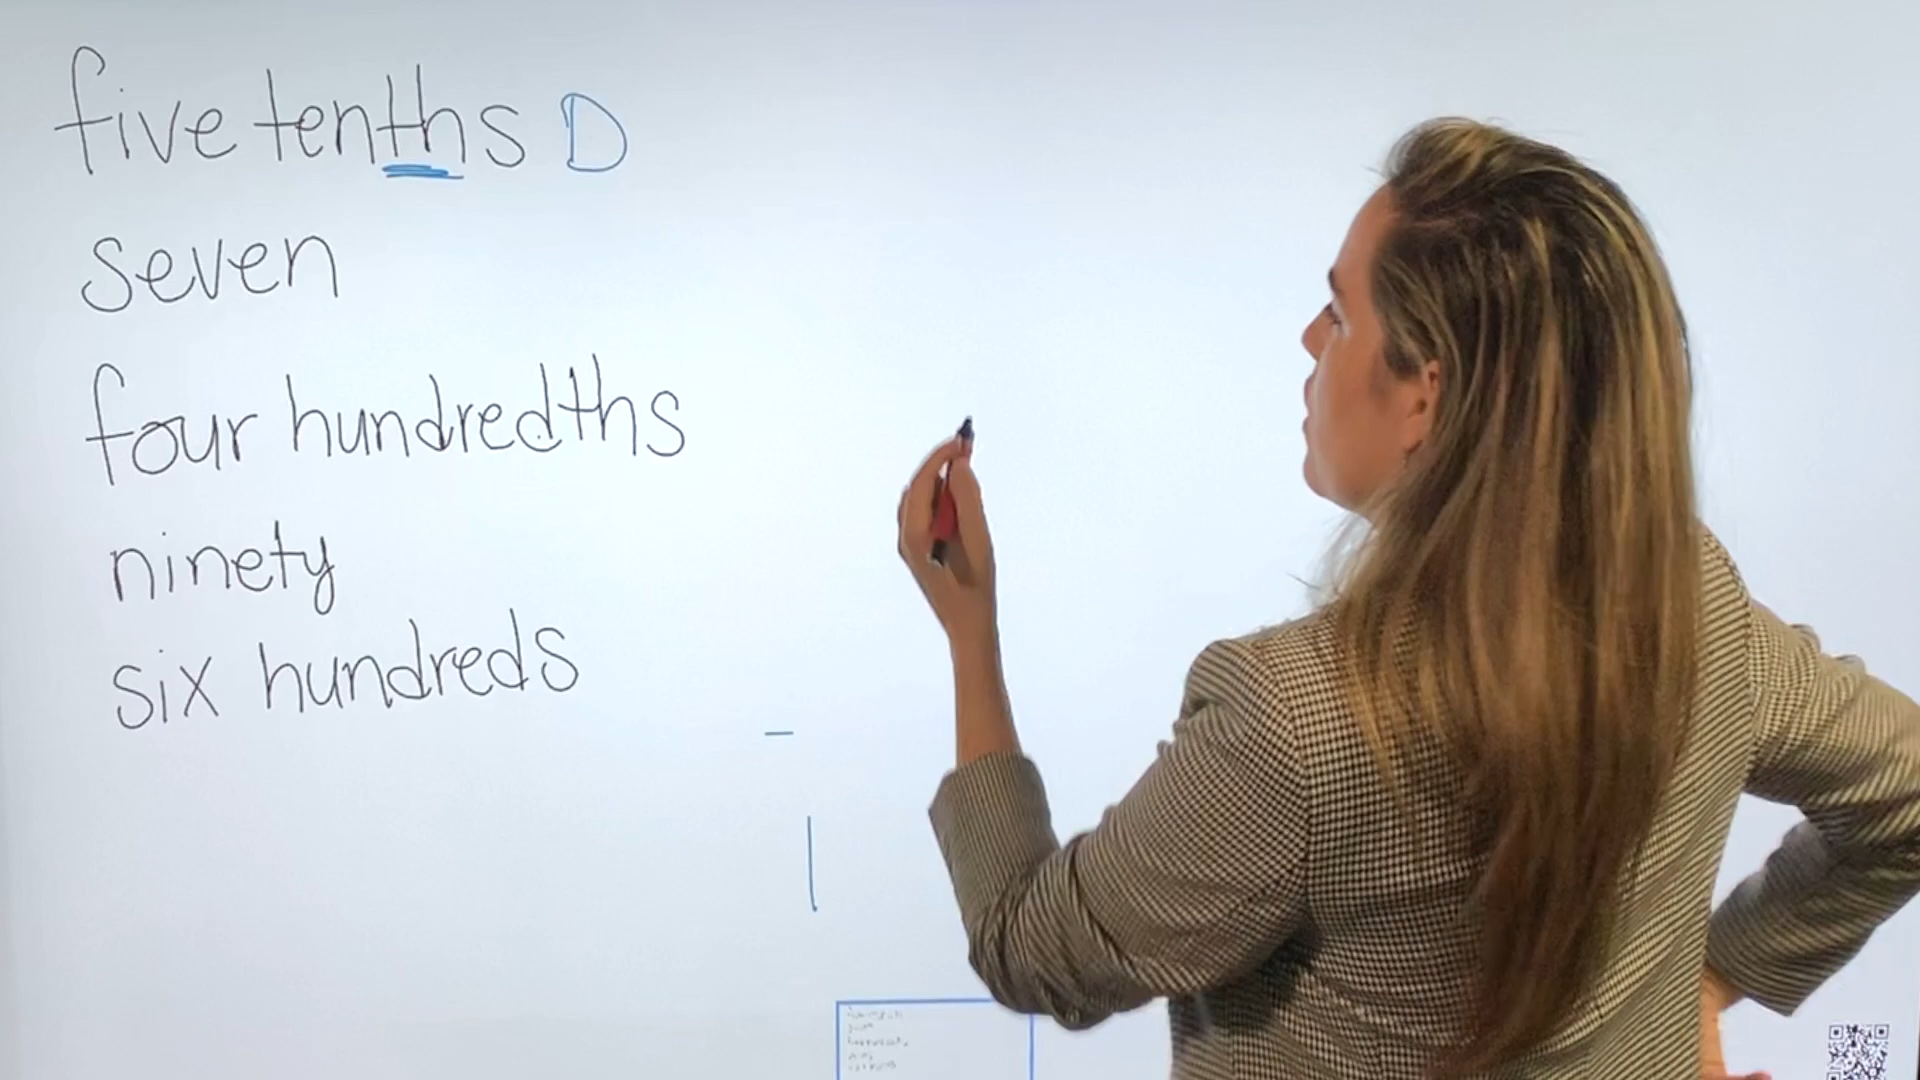 five tenths D
seven
four hundredths
ninety
six hundreds